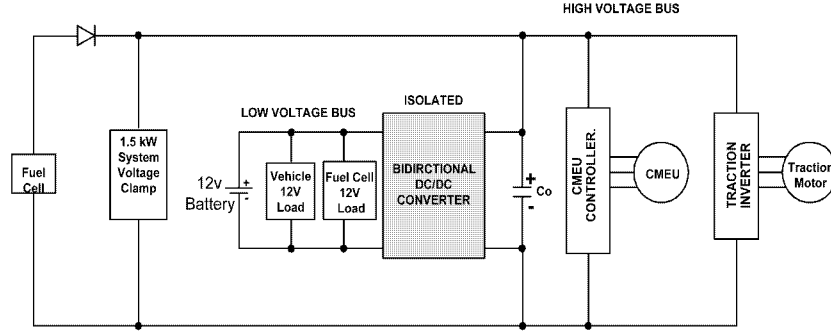 HIGH VOLTAGE BUS
ISOLATED
LOW VOLTAGE BUS
1.5 kW
System
Voltage
Clamp
Fuel
Cell
12v
Battery
+
-
Vehicle
12V
Load
Fuel Cell
12V
Load
BIDIRCTIONAL
DC/DC
CONVERTER
+
Co
-
CMEU
CONTROLLER.
CMEU
TRACTION
INVERTER
Traction
Motor